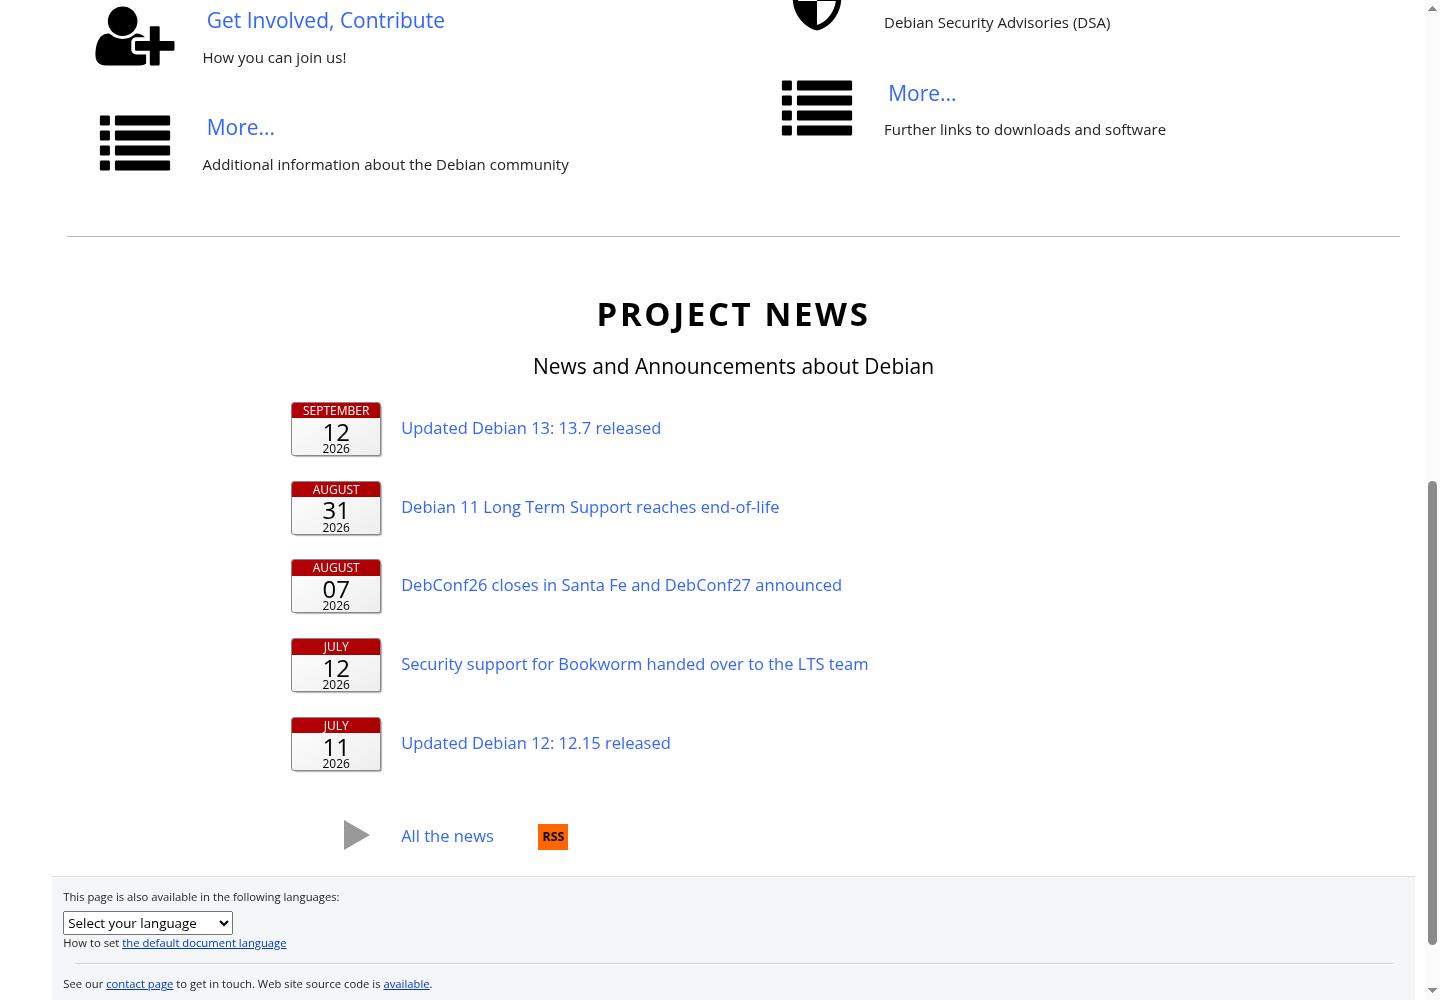 Get Involved, Contribute
How you can join us!
More...
Additional information about the Debian community
Debian Security Advisories (DSA)
More...
Further links to downloads and software
PROJECT NEWS
News and Announcements about Debian
SEPTEMBER
12
2026
Updated Debian 13: 13.7 released
AUGUST
31
2026
Debian 11 Long Term Support reaches end-of-life
AUGUST
07
2026
DebConf26 closes in Santa Fe and DebConf27 announced
JULY
12
2026
Security support for Bookworm handed over to the LTS team
JULY
11
2026
Updated Debian 12: 12.15 released
All the news
RSS
This page is also available in the following languages:
Select your language
How to set the default document language
See our contact page to get in touch. Web site source code is available.